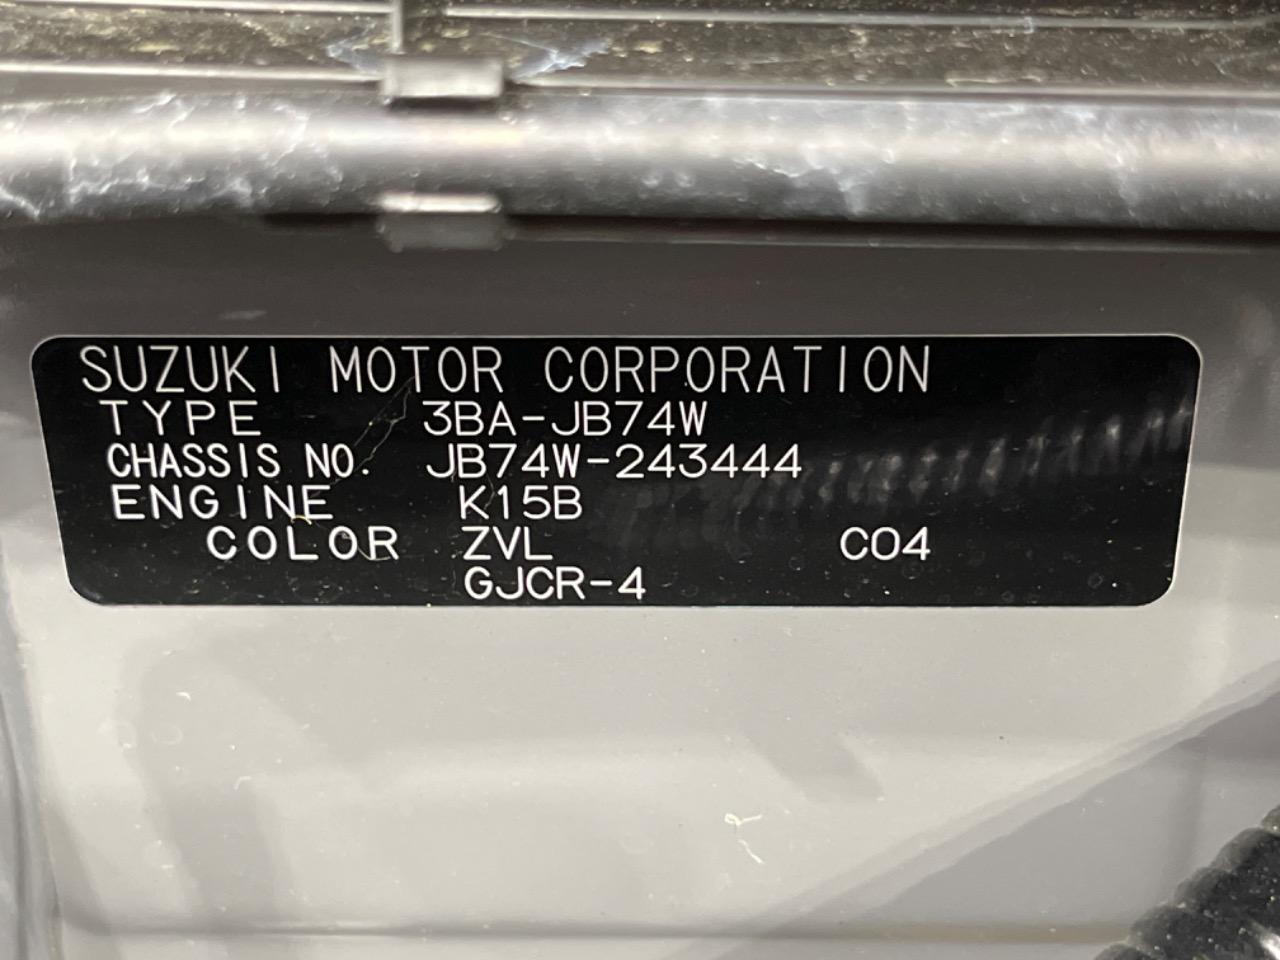 SUZUKI MOTOR CORPORATION
TYPE 3BA-JB74W
CHASSIS NO. JB74W-243444
ENGINE K15B
COLOR ZVL C04
GJCR-4